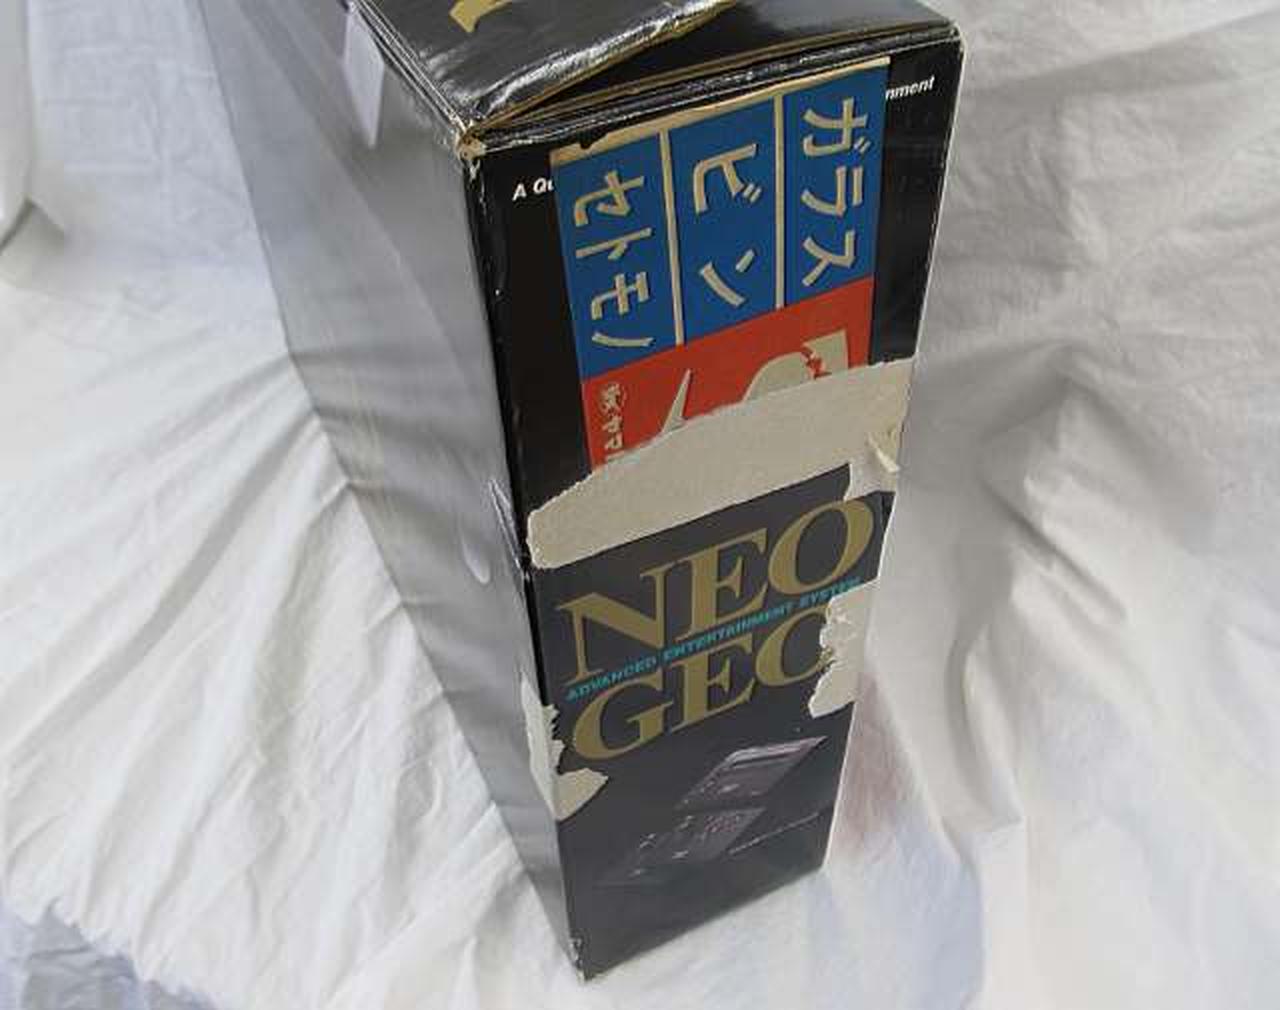 A Qu
nment
ガラス
ビン
セトモノ
NEO
ADVANCED ENTERTAINMENT SYSTEM
GEO